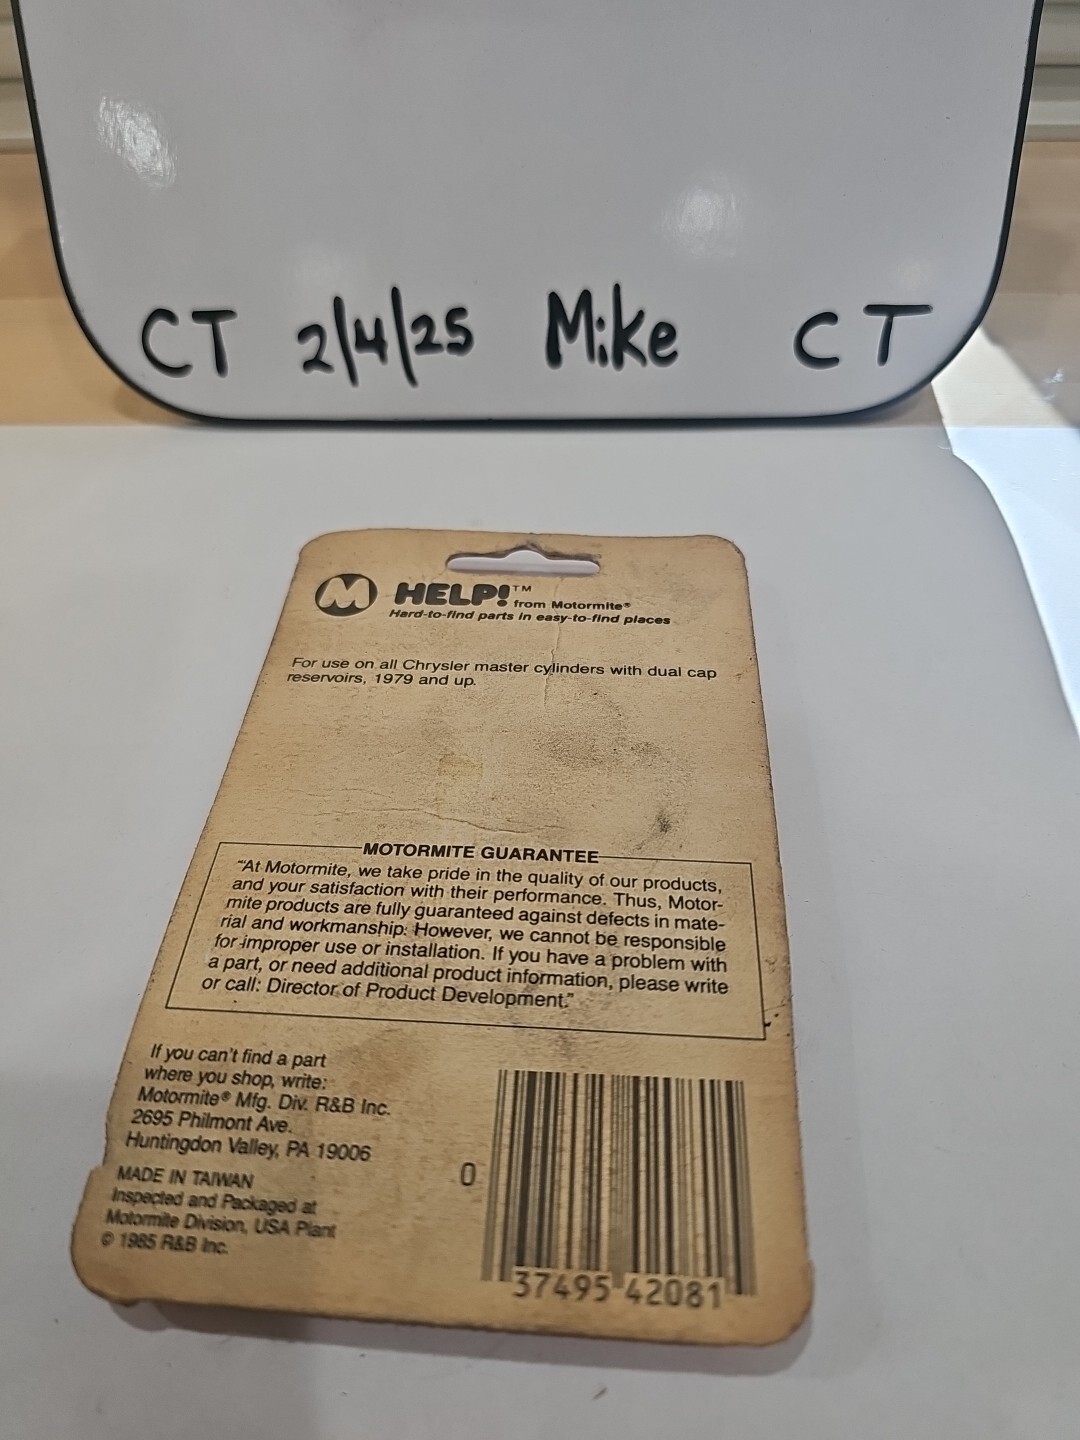 CT 2/4/25 Mike CT
M HELP!™ from Motormite®
Hard-to-find parts in easy-to-find places
For use on all Chrysler master cylinders with dual cap
reservoirs, 1979 and up.
MOTORMITE GUARANTEE
"At Motormite, we take pride in the quality of our products,
and your satisfaction with their performance. Thus, Motor-
mite products are fully guaranteed against defects in mate-
rial and workmanship. However, we cannot be responsible
for improper use or installation. If you have a problem with
a part, or need additional product information, please write
or call: Director of Product Development."
If you can't find a part
where you shop, write:
Motormite® Mfg. Div. R&B Inc.
2695 Philmont Ave.
Huntingdon Valley, PA 19006
MADE IN TAIWAN
Inspected and Packaged at
Motormite Division, USA Plant
© 1985 R&B Inc.
0 37495 42081